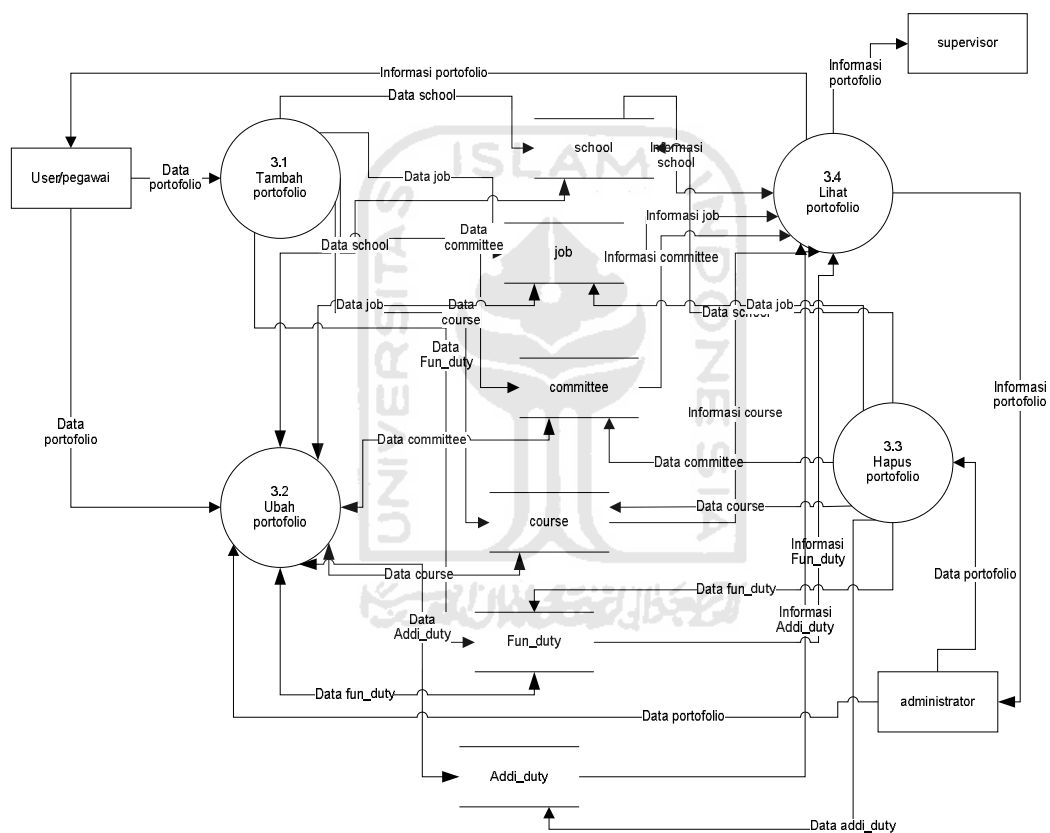 supervisor
Informasi
portofolio
Informasi portofolio
Data school
User/pegawai
Data
portofolio
3.1
Tambah
portofolio
school
Informasi
school
3.4
Lihat
portofolio
Data job
Data school
Data
committee
Informasi job
job
Informasi committee
Data job
Data
course
Data job
Data school
Data
Fun_duty
committee
Informasi
portofolio
Data
portofolio
Informasi course
Data committee
Data committee
3.3
Hapus
portofolio
3.2
Ubah
portofolio
course
Data course
Informasi
Fun_duty
Data course
Data portofolio
Data fun_duty
Data
Addi_duty
Informasi
Addi_duty
Fun_duty
Data fun_duty
administrator
Data portofolio
Addi_duty
Data addi_duty
UNIVERSITAS
ISLAM
INDONESIA